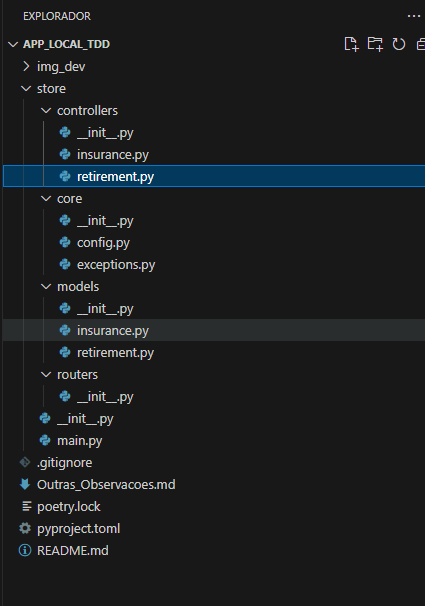 EXPLORADOR
APP_LOCAL_TDD
img_dev
store
controllers
__init__.py
insurance.py
retirement.py
core
__init__.py
config.py
exceptions.py
models
__init__.py
insurance.py
retirement.py
routers
__init__.py
__init__.py
main.py
.gitignore
Outras_Observacoes.md
poetry.lock
pyproject.toml
README.md